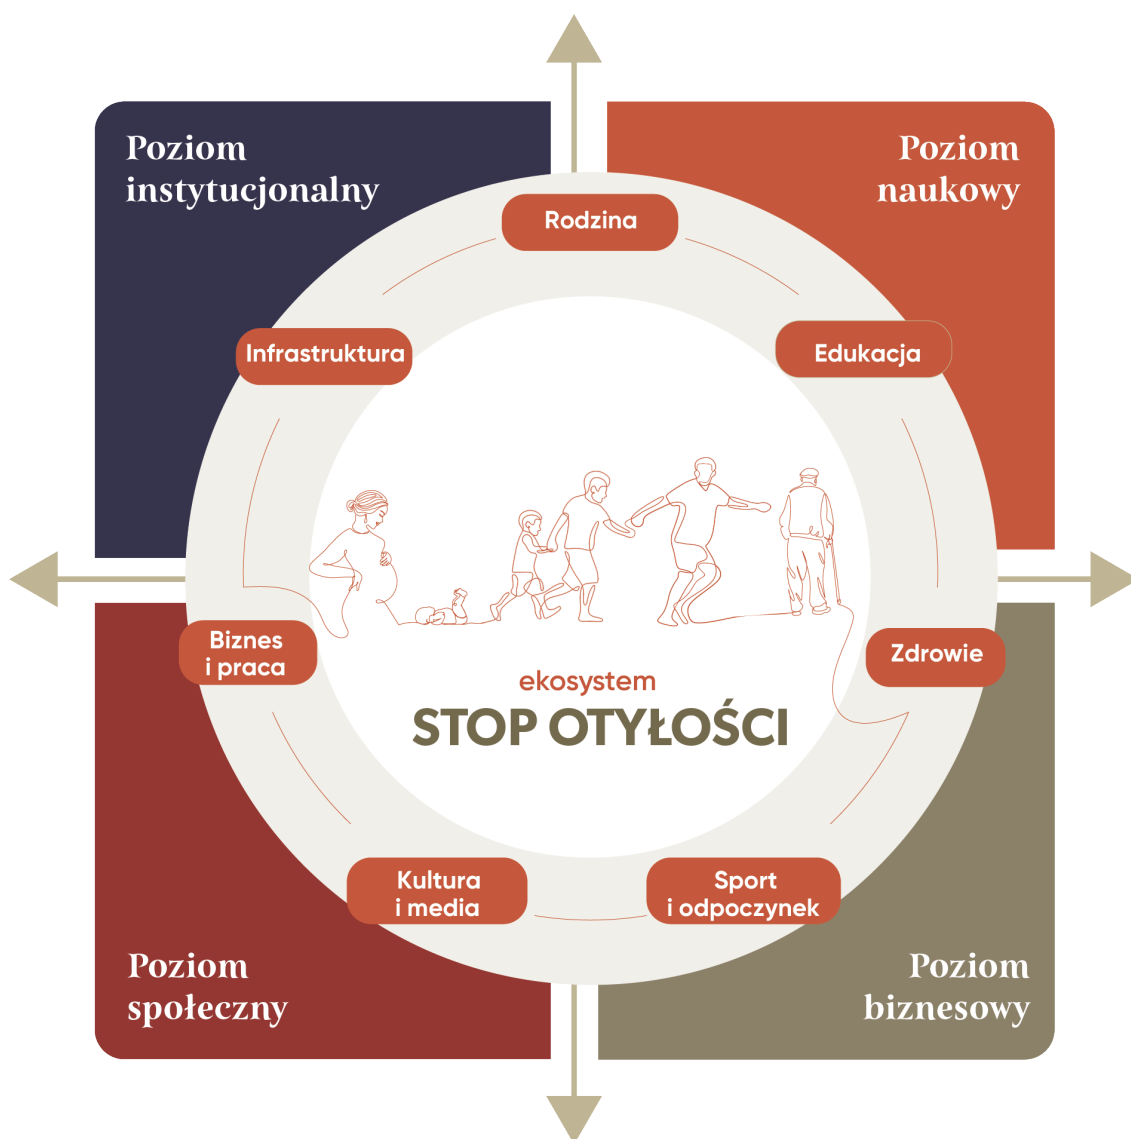 Poziom
instytucjonalny
Poziom
naukowy
Rodzina
Infrastruktura
Edukacja
Biznes
i praca
Zdrowie
ekosystem
STOP OTYŁOŚCI
Kultura
i media
Sport
i odpoczynek
Poziom
społeczny
Poziom
biznesowy